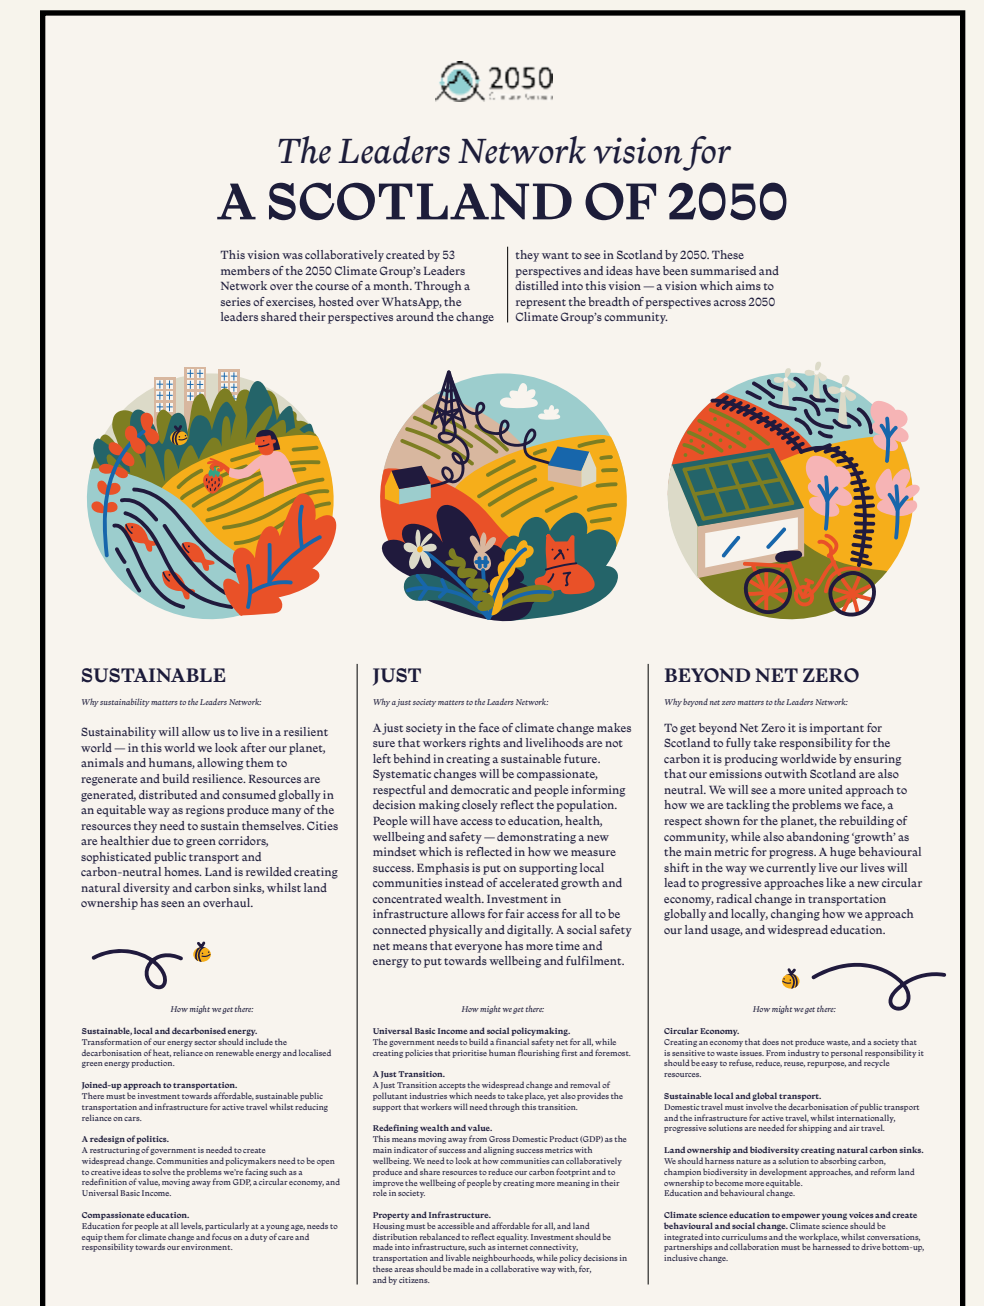 2050
The Leaders Network vision for
A SCOTLAND OF 2050
This vision was collaboratively created by 53
members of the 2050 Climate Group's Leaders
Network over the course of a month. Through a
series of exercises, hosted over WhatsApp, the
leaders shared their perspectives around the change
they want to see in Scotland by 2050. These
perspectives and ideas have been summarised and
distilled into this vision — a vision which aims to
represent the breadth of perspectives across 2050
Climate Group's community.
SUSTAINABLE
Why sustainability matters to the Leaders Network:
Sustainability will allow us to live in a resilient
world — in this world we look after our planet,
animals and humans, allowing them to
regenerate and build resilience. Resources are
generated, distributed and consumed globally in
an equitable way as regions produce many of the
resources they need to sustain themselves. Cities
are healthier due to green corridors,
sophisticated public transport and
carbon-neutral homes. Land is rewilded creating
natural diversity and carbon sinks, whilst land
ownership has seen an overhaul.
How might we get there:
Sustainable, local and decarbonised energy.
Transformation of our energy sector should include the
decarbonisation of heat, reliance on renewable energy and localised
green energy production.
Joined-up approach to transportation.
There must be investment towards affordable, sustainable public
transportation and infrastructure for active travel whilst reducing
reliance on cars.
A redesign of politics.
A restructuring of government is needed to create
widespread change. Communities and policymakers need to be open
to creative ideas to solve the problems we're facing such as a
redefinition of value, moving away from GDP, a circular economy, and
Universal Basic Income.
Compassionate education.
Education for people at all levels, particularly at a young age, needs to
equip them for climate change and focus on a duty of care and
responsibility towards our environment.
JUST
Why a just society matters to the Leaders Network:
A just society in the face of climate change makes
sure that workers rights and livelihoods are not
left behind in creating a sustainable future.
Systematic changes will be compassionate,
respectful and democratic and people informing
decision making closely reflect the population.
People will have access to education, health,
wellbeing and safety — demonstrating a new
mindset which is reflected in how we measure
success. Emphasis is put on supporting local
communities instead of accelerated growth and
concentrated wealth. Investment in
infrastructure allows for fair access for all to be
connected physically and digitally. A social safety
net means that everyone has more time and
energy to put towards wellbeing and fulfilment.
How might we get there:
Universal Basic Income and social policymaking.
The government needs to build a financial safety net for all, while
creating policies that prioritise human flourishing first and foremost.
A Just Transition.
A Just Transition accepts the widespread change and removal of
pollutant industries which needs to take place, yet also provides the
support that workers will need through this transition.
Redefining wealth and value.
This means moving away from Gross Domestic Product (GDP) as the
main indicator of success and aligning success metrics with
wellbeing. We need to look at how communities can collaboratively
produce and share resources to reduce our carbon footprint and to
improve the wellbeing of people by creating more meaning in their
role in society.
Property and Infrastructure.
Housing must be accessible and affordable for all, and land
distribution rebalanced to reflect equality. Investment should be
made into infrastructure, such as internet connectivity,
transportation and livable neighbourhoods, while policy decisions in
these areas should be made in a collaborative way with, for,
and by citizens.
BEYOND NET ZERO
Why beyond net zero matters to the Leaders Network:
To get beyond Net Zero it is important for
Scotland to fully take responsibility for the
carbon it is producing worldwide by ensuring
that our emissions outwith Scotland are also
neutral. We will see a more united approach to
how we are tackling the problems we face, a
respect shown for the planet, the rebuilding of
community, while also abandoning 'growth' as
the main metric for progress. A huge behavioural
shift in the way we currently live our lives will
lead to progressive approaches like a new circular
economy, radical change in transportation
globally and locally, changing how we approach
our land usage, and widespread education.
How might we get there:
Circular Economy.
Creating an economy that does not produce waste, and a society that
is sensitive to waste issues. From industry to personal responsibility it
should be easy to refuse, reduce, reuse, repurpose, and recycle
resources.
Sustainable local and global transport.
Domestic travel must involve the decarbonisation of public transport
and the infrastructure for active travel, whilst internationally,
progressive solutions are needed for shipping and air travel.
Land ownership and biodiversity creating natural carbon sinks.
We should harness nature as a solution to absorbing carbon,
champion biodiversity in development approaches, and reform land
ownership to become more equitable.
Education and behavioural change.
Climate science education to empower young voices and create
behavioural and social change. Climate science should be
integrated into curriculums and the workplace, whilst conversations,
partnerships and collaboration must be harnessed to drive bottom-up,
inclusive change.